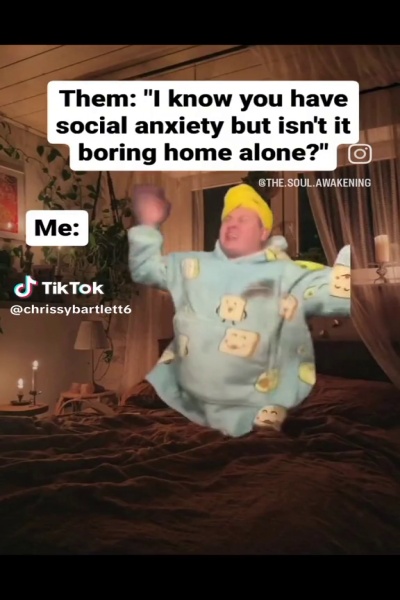 Them: "I know you have
social anxiety but isn't it
boring home alone?"
@THE.SOUL.AWAKENING
Me:
TikTok
@chrissybartlett6